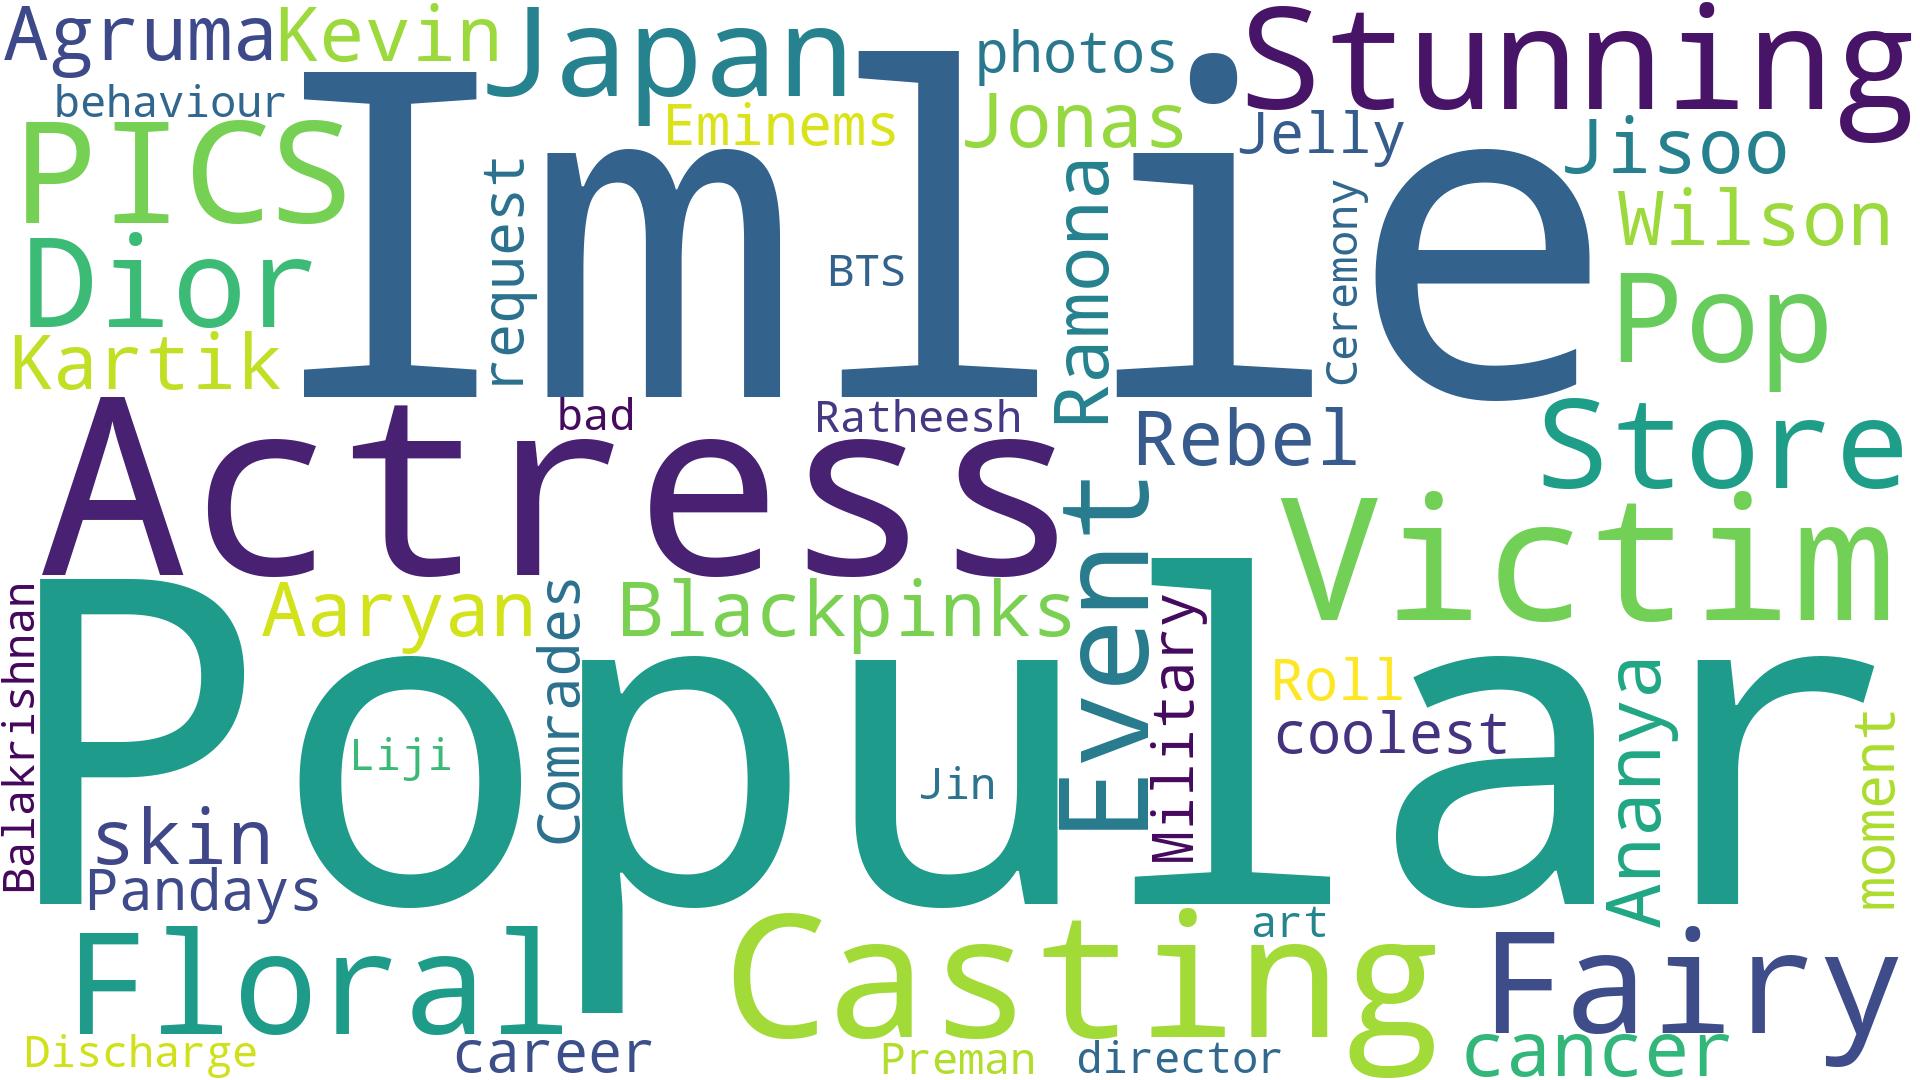 Agruma
Kevin
Japan
photos
Stunning
behaviour
Imlie
Eminems
Jonas
Jelly
Jisoo
PICS
request
BTS
Ramona
Ceremony
Wilson
Dior
Pop
Kartik
Actress
bad
Ratheesh
Rebel
Store
Event
Victim
Balakrishnan
Popular
Aaryan
Comrades
Blackpinks
Military
Roll
coolest
Ananya
moment
Liji
Jin
skin
Pandays
Floral
Casting
art
Fairy
Discharge
career
Preman
director
cancer